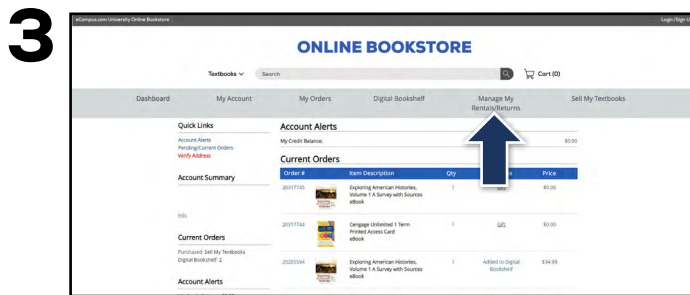 3
eCampus.com University Online Bookstore
Login/Sign U
ONLINE BOOKSTORE
Textbooks
Search
Cart (0)
Dashboard
My Account
My Orders
Digital Bookshelf
Manage My
Rentals/Returns
Sell My Textbooks
Quick Links
Account Alerts
Pending/Current Orders
Verify Address
Account Summary
Bids
Current Orders
Purchased: Sell My Textbooks
Digital Bookshelf: 2
Account Alerts
Account Alerts
My Credit Balance:
$0.00
Current Orders
Order # Item Description Qty Price
20317745 Exploring American Histories, 1 Gift $0.00
Volume 1 A Survey with Sources
eBook
20317744 Cengage Unlimited 1 Term 1 Gift $0.00
Printed Access Card
eBook
20205594 Exploring American Histories, 1 Added to Digital $34.99
Volume 1 A Survey with Sources Bookshelf
eBook